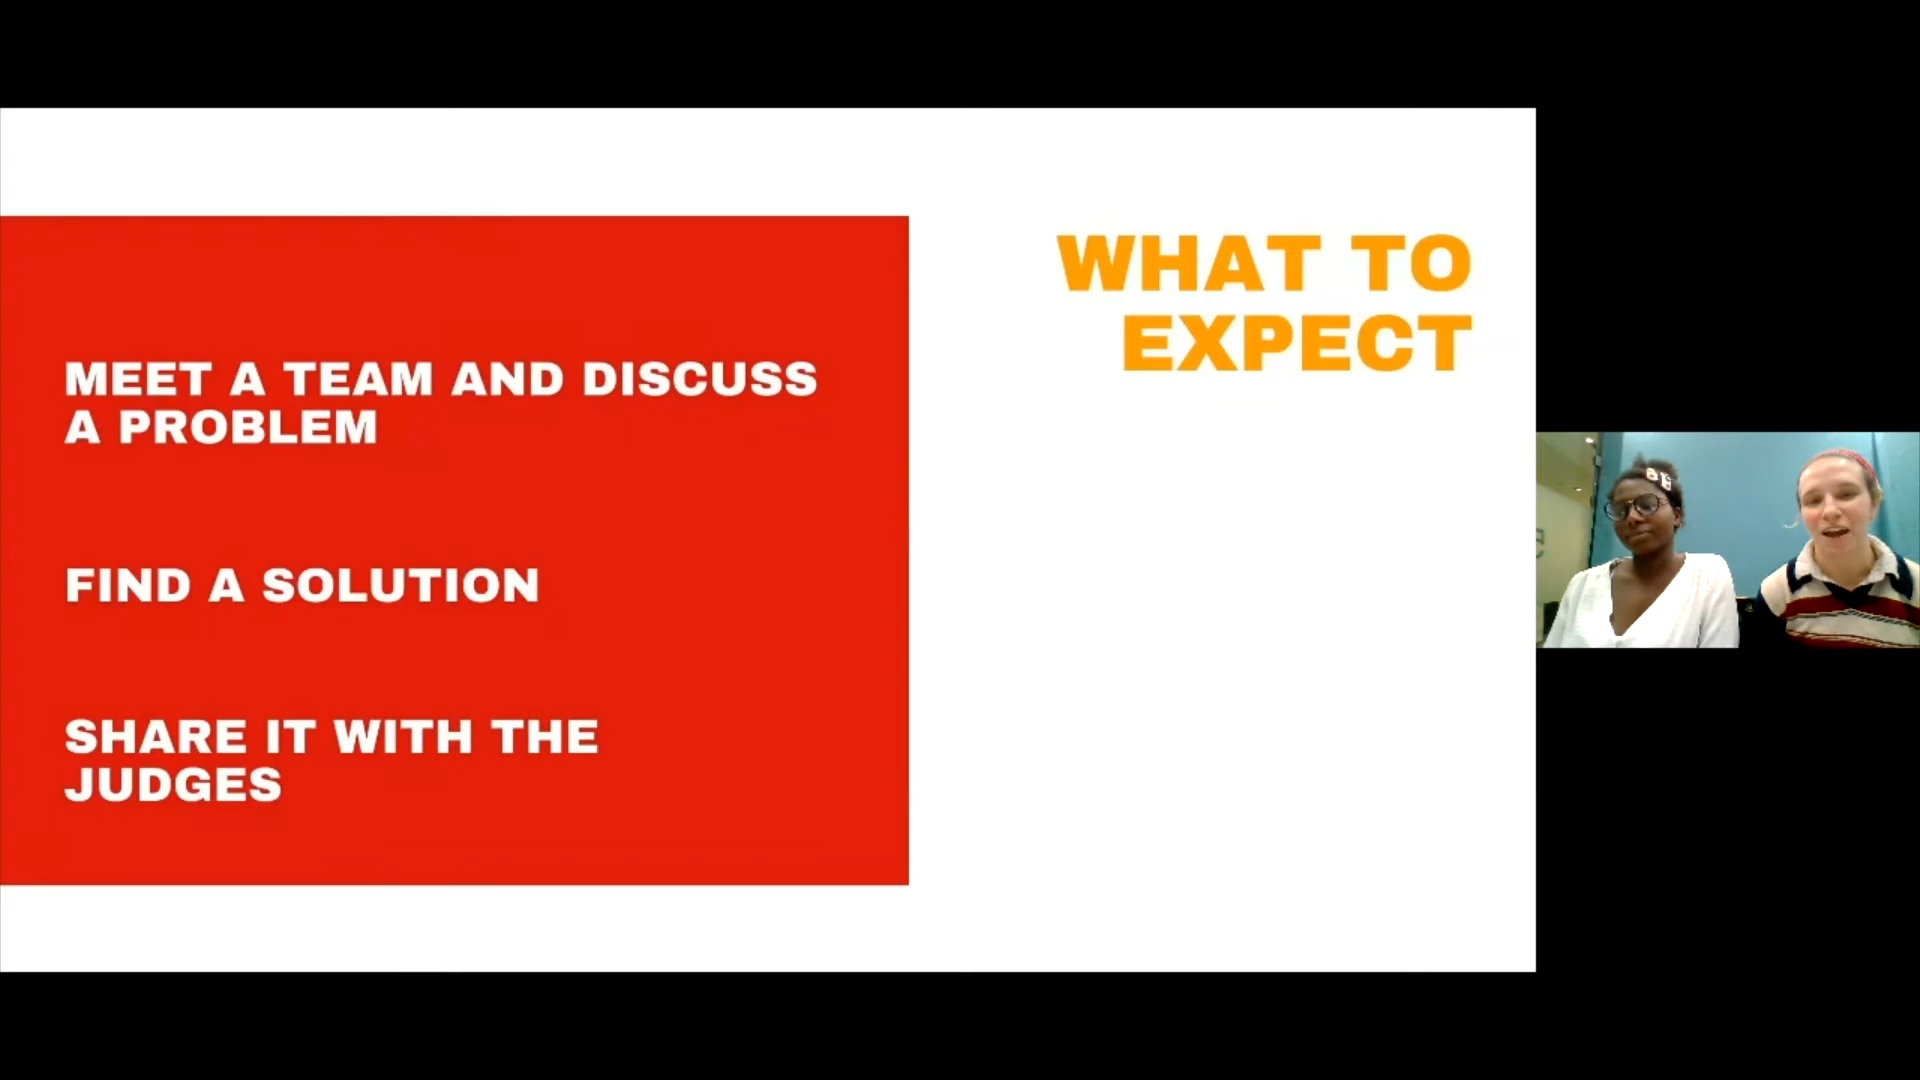 WHAT TO
EXPECT
MEET A TEAM AND DISCUSS
A PROBLEM
FIND A SOLUTION
SHARE IT WITH THE
JUDGES